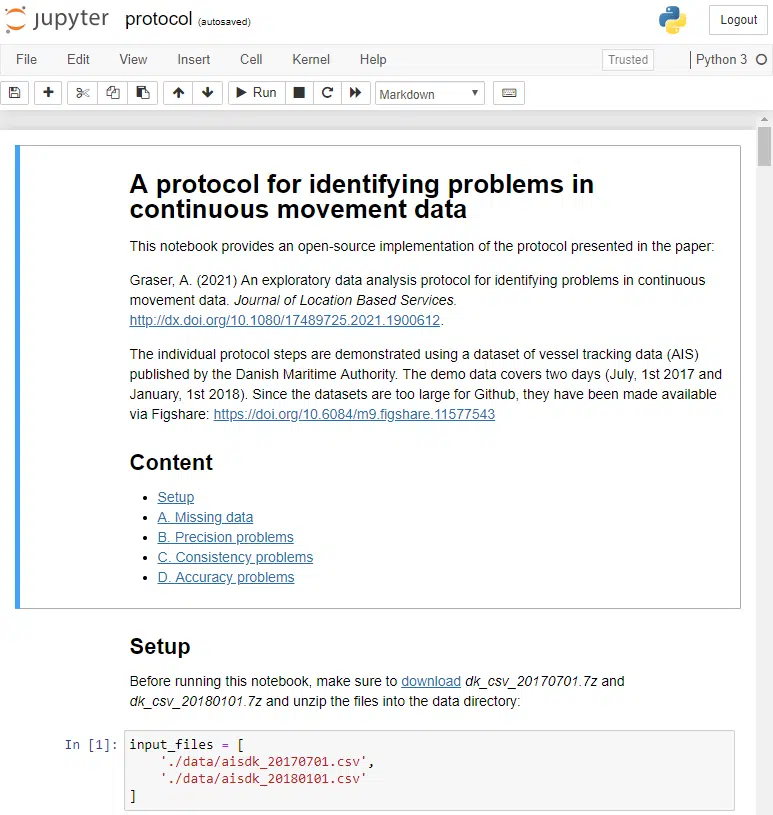 jupyter protocol (autosaved) Logout
File Edit View Insert Cell Kernel Help Trusted Python 3
Run Markdown
A protocol for identifying problems in
continuous movement data
This notebook provides an open-source implementation of the protocol presented in the paper:
Graser, A. (2021) An exploratory data analysis protocol for identifying problems in continuous
movement data. Journal of Location Based Services.
http://dx.doi.org/10.1080/17489725.2021.1900612.
The individual protocol steps are demonstrated using a dataset of vessel tracking data (AIS)
published by the Danish Maritime Authority. The demo data covers two days (July, 1st 2017 and
January, 1st 2018). Since the datasets are too large for Github, they have been made available
via Figshare: https://doi.org/10.6084/m9.figshare.11577543
Content
• Setup
• A. Missing data
• B. Precision problems
• C. Consistency problems
• D. Accuracy problems
Setup
Before running this notebook, make sure to download dk_csv_20170701.7z and
dk_csv_20180101.7z and unzip the files into the data directory:
In [1]: input_files = [
'./data/aisdk_20170701.csv',
'./data/aisdk_20180101.csv'
]